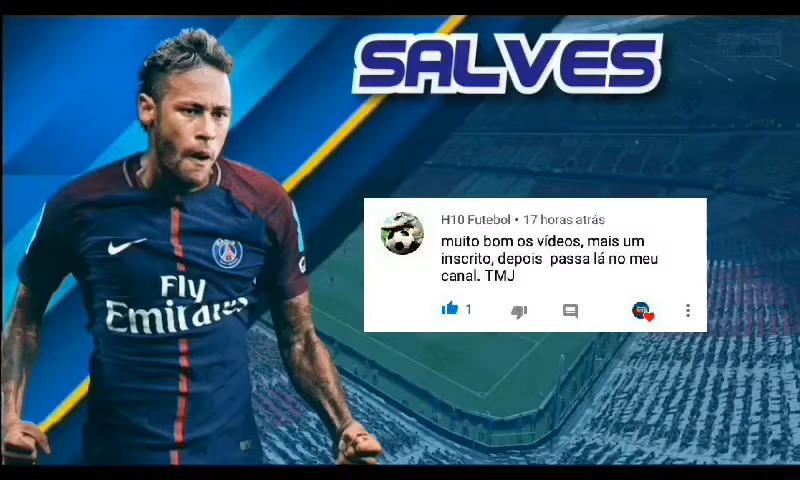 SALVES
H10 Futebol • 17 horas atrás
muito bom os vídeos, mais um
inscrito, depois passa lá no meu
canal. TMJ
1
Fly
Emirates